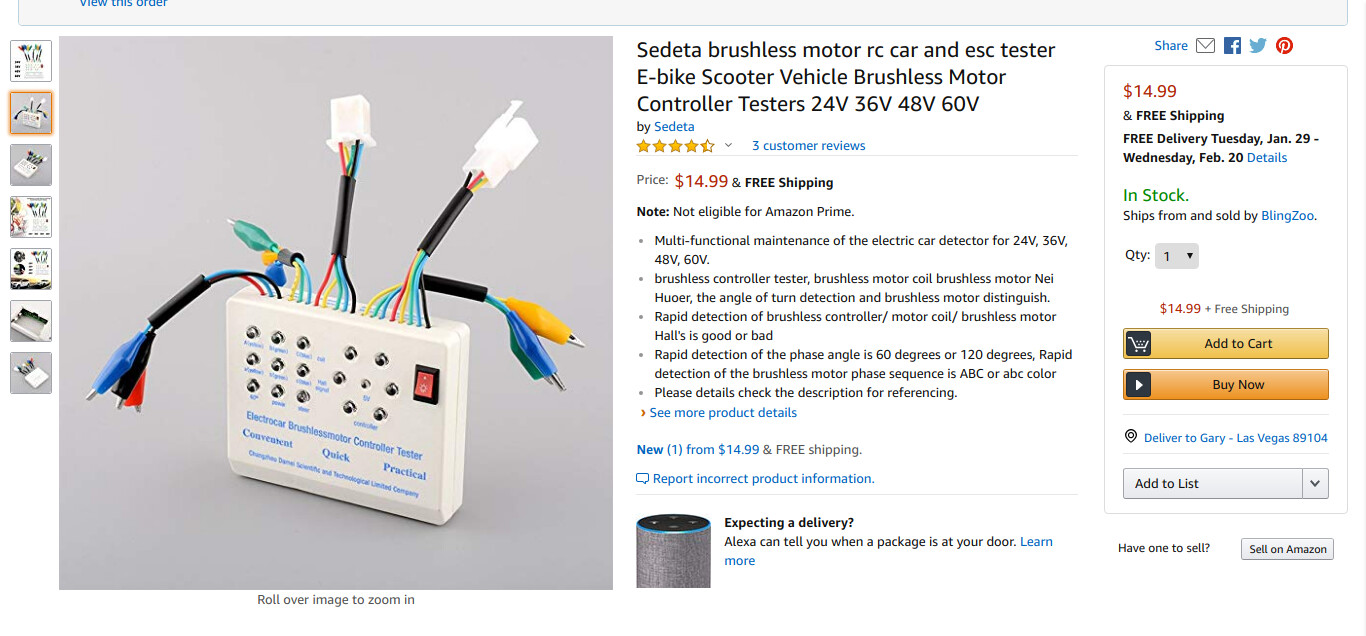 View this order
Sedeta brushless motor rc car and esc tester
E-bike Scooter Vehicle Brushless Motor
Controller Testers 24V 36V 48V 60V
by Sedeta
3 customer reviews
Price: $14.99 & FREE Shipping
Note: Not eligible for Amazon Prime.
Multi-functional maintenance of the electric car detector for 24V, 36V,
48V, 60V.
brushless controller tester, brushless motor coil brushless motor Nei
Huoer, the angle of turn detection and brushless motor distinguish.
Rapid detection of brushless controller/ motor coil/ brushless motor
Hall's is good or bad
Rapid detection of the phase angle is 60 degrees or 120 degrees, Rapid
detection of the brushless motor phase sequence is ABC or abc color
Please details check the description for referencing.
› See more product details
New (1) from $14.99 & FREE shipping.
Report incorrect product information.
Expecting a delivery?
Alexa can tell you when a package is at your door. Learn
more
Share
$14.99
& FREE Shipping
FREE Delivery Tuesday, Jan. 29 -
Wednesday, Feb. 20 Details
In Stock.
Ships from and sold by BlingZoo.
Qty: 1
$14.99 + Free Shipping
Add to Cart
Buy Now
Deliver to Gary - Las Vegas 89104
Add to List
Have one to sell? Sell on Amazon
5V
power
controller
Electrocar Brushlessmotor Controller Tester
Convenient
Quick
Practical
Changzhou Damei Scientific and Technological Limited Company
Roll over image to zoom in